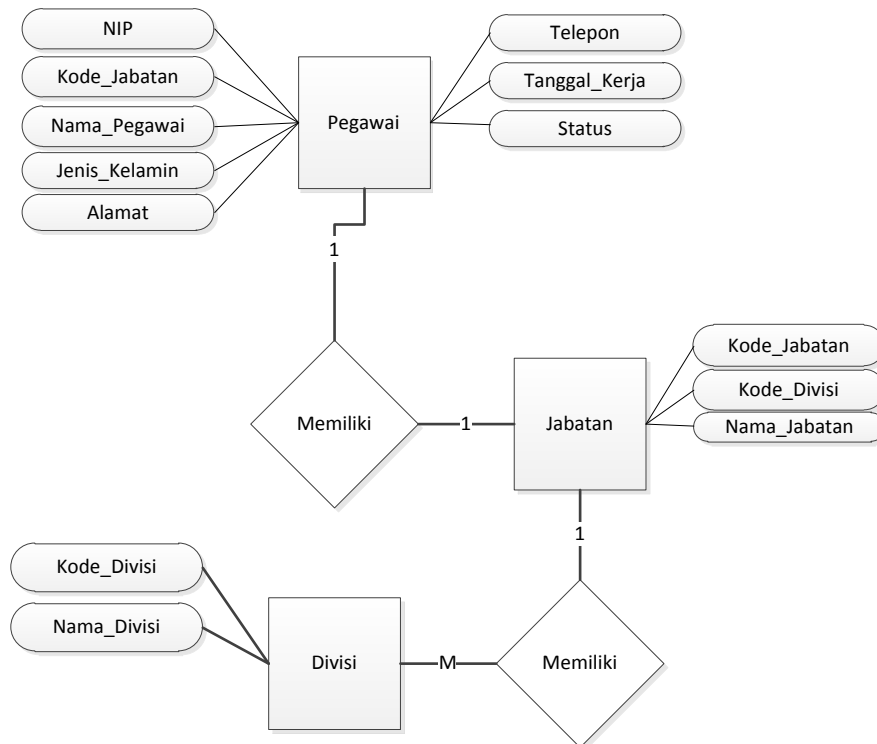 NIP
Kode_Jabatan
Nama_Pegawai
Jenis_Kelamin
Alamat
Pegawai
Telepon
Tanggal_Kerja
Status
1
Memiliki
1
Jabatan
Kode_Jabatan
Kode_Divisi
Nama_Jabatan
1
Kode_Divisi
Nama_Divisi
Divisi
M
Memiliki